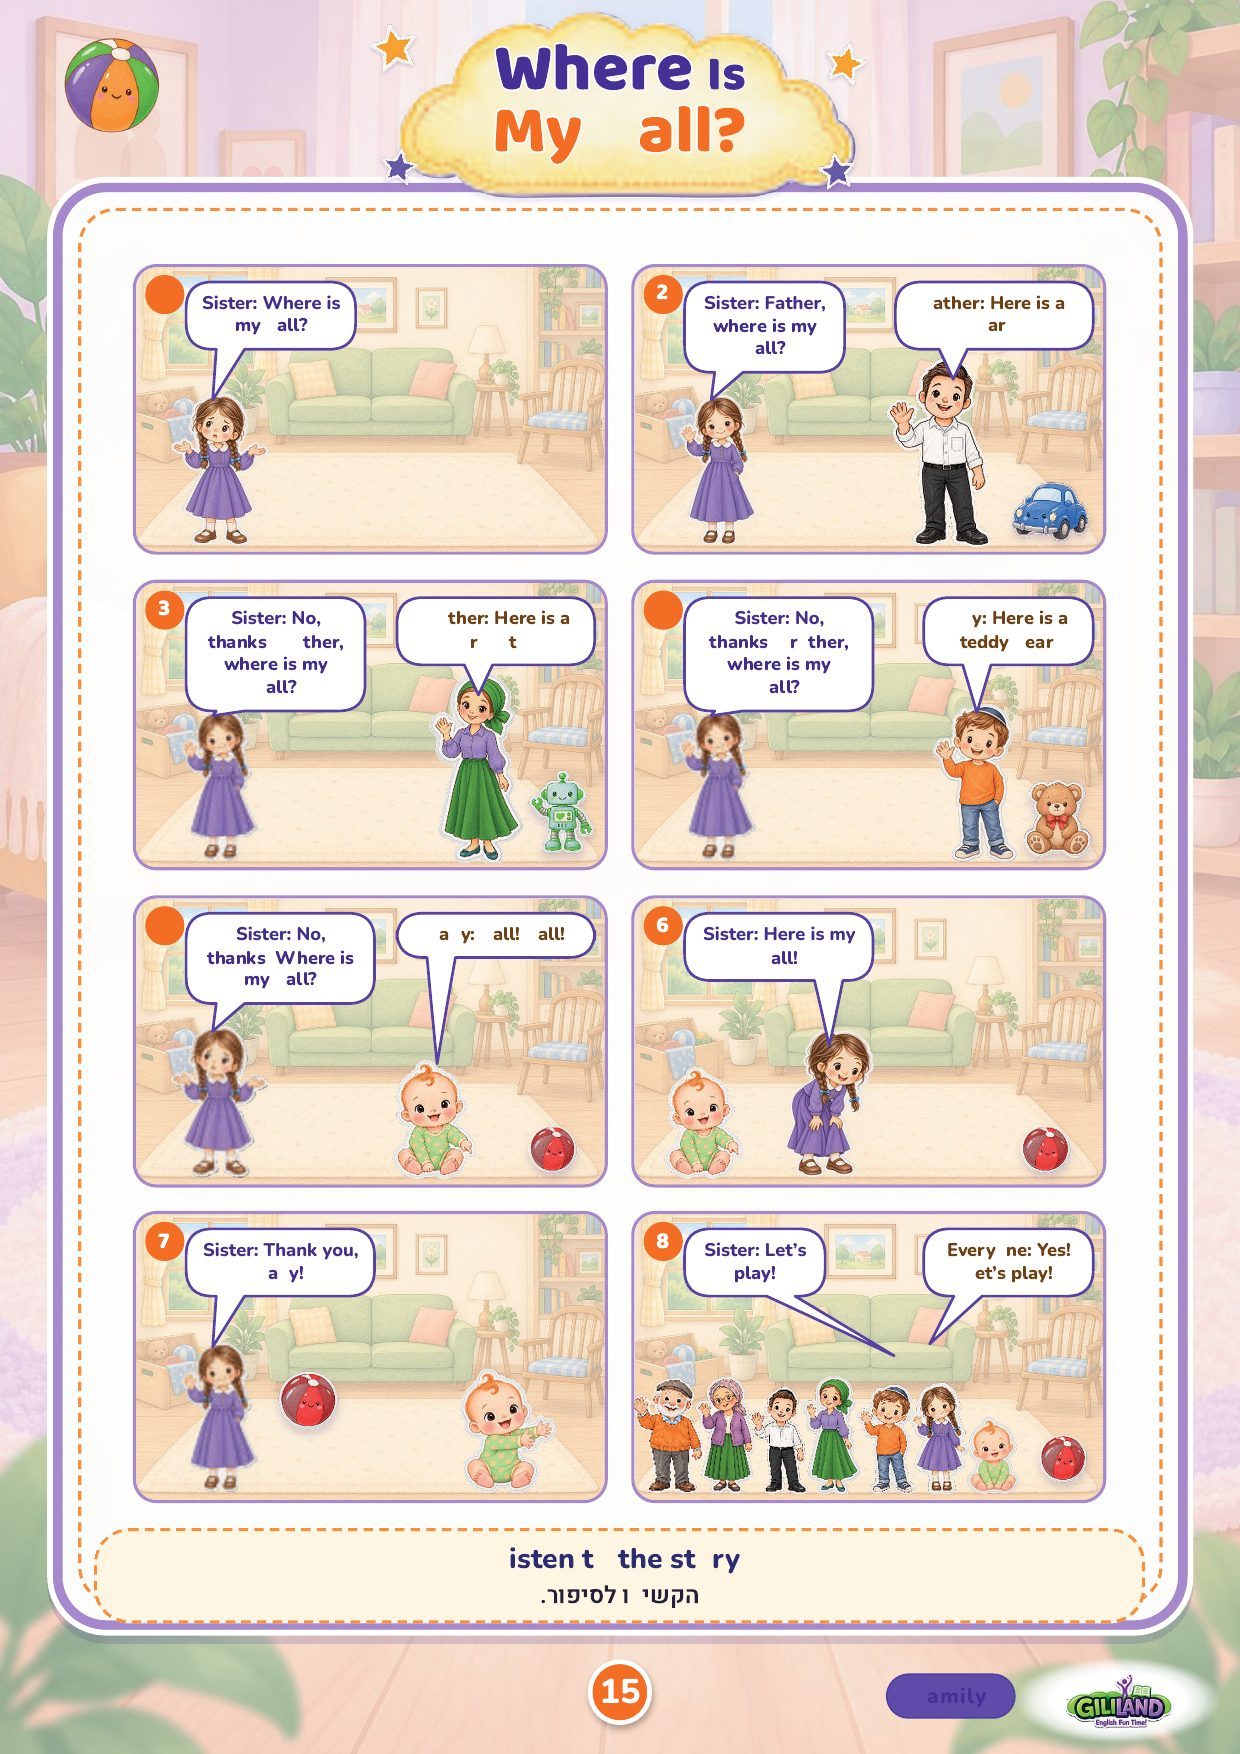 Where Is
My all?
Sister: Where is
my all?
2
Sister: Father,
where is my
all?
ather: Here is a
ar
3
Sister: No,
thanks ther,
where is my
all?
ther: Here is a
r t
Sister: No,
thanks r ther,
where is my
all?
y: Here is a
teddy ear
Sister: No,
thanks Where is
my all?
a y: all! all!
6
Sister: Here is my
all!
7
Sister: Thank you,
a y!
8
Sister: Let's
play!
Every ne: Yes!
et's play!
isten t the st ry
הקשי ו לסיפור.
15
amily
GILILAND
English Fun Time!